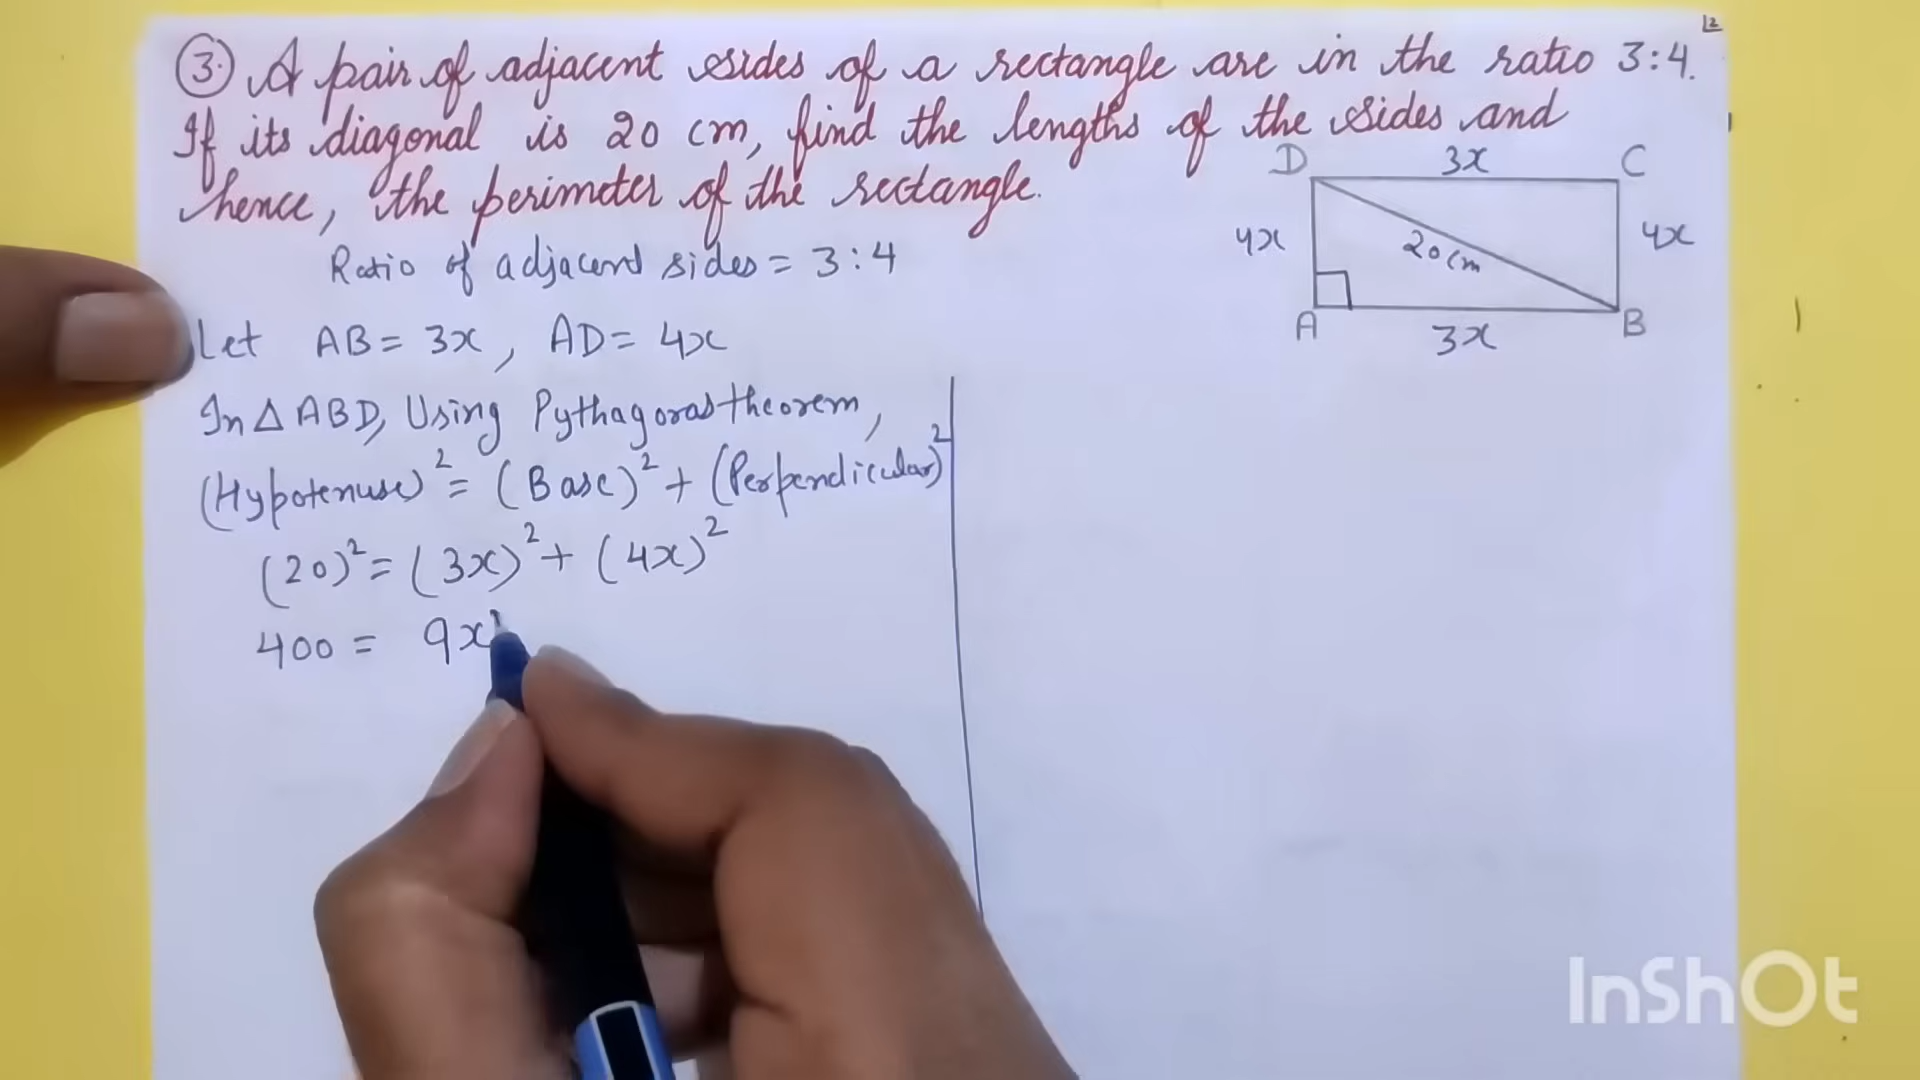 3. A pair of adjacent sides of a rectangle are in the ratio 3:4.
If its diagonal is 20 cm, find the lengths of the sides and
hence, the perimeter of the rectangle.
Ratio of adjacent sides = 3:4
Let AB = 3x, AD = 4x
In △ABD, Using Pythagoras theorem,
(Hypotenuse)² = (Base)² + (Perpendicular)²
(20)² = (3x)² + (4x)²
400 = 9x
D 3x C
4x 20cm 4x
A 3x B
InShOt